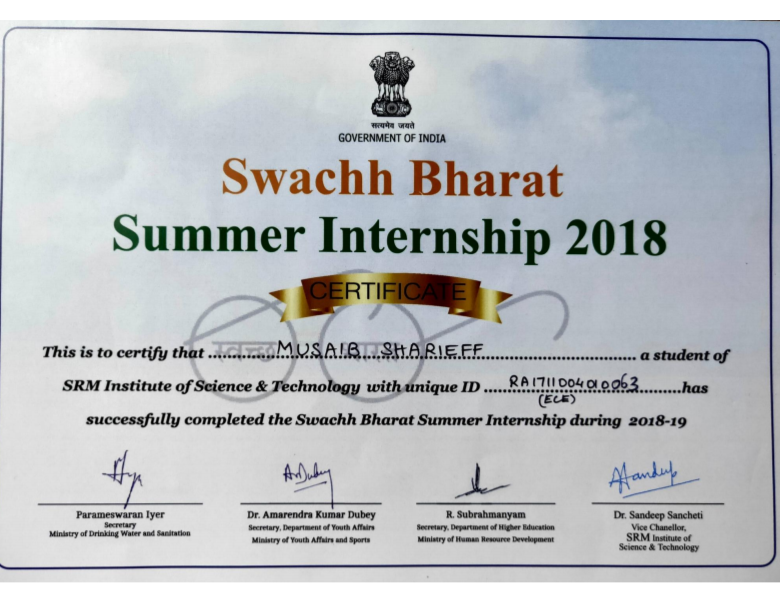 सत्यमेव जयते
GOVERNMENT OF INDIA
Swachh Bharat
Summer Internship 2018
CERTIFICATE
स्वच्छ भारत
This is to certify that MUSAIB SHARIEFF a student of
SRM Institute of Science & Technology with unique ID RA1711004010063 has
(ECE)
successfully completed the Swachh Bharat Summer Internship during 2018-19
Parameswaran Iyer
Secretary
Ministry of Drinking Water and Sanitation
Dr. Amarendra Kumar Dubey
Secretary, Department of Youth Affairs
Ministry of Youth Affairs and Sports
R. Subrahmanyam
Secretary, Department of Higher Education
Ministry of Human Resource Development
Dr. Sandeep Sancheti
Vice Chanellor,
SRM Institute of
Science & Technology